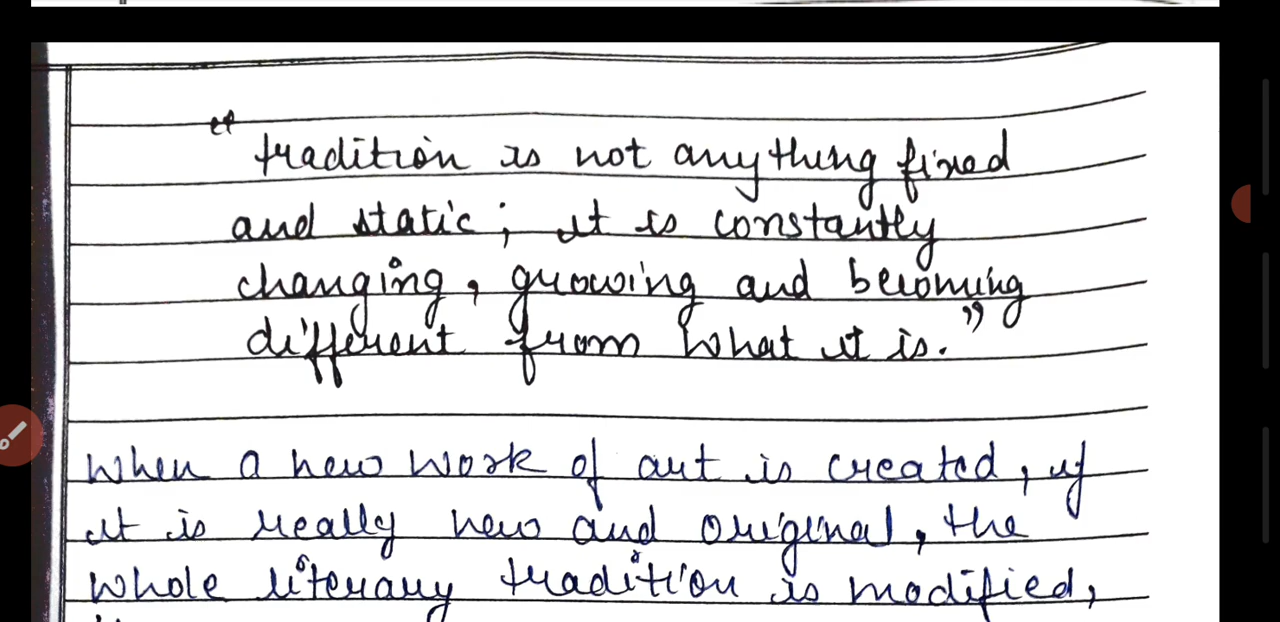 "tradition is not anything fixed
and static; it is constantly
changing, growing and becoming
different from what it is."
When a new work of art is created, if
it is really new and original, the
whole literary tradition is modified,